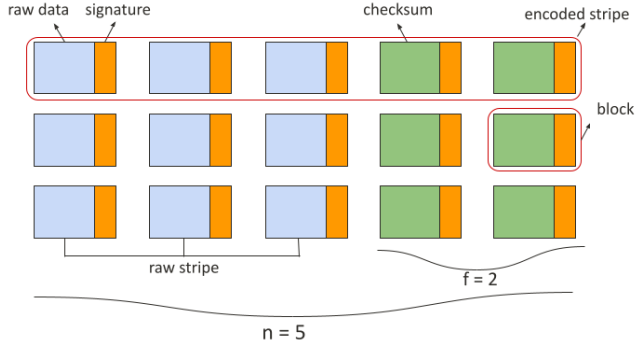 raw data
signature
checksum
encoded stripe
block
raw stripe
f = 2
n = 5